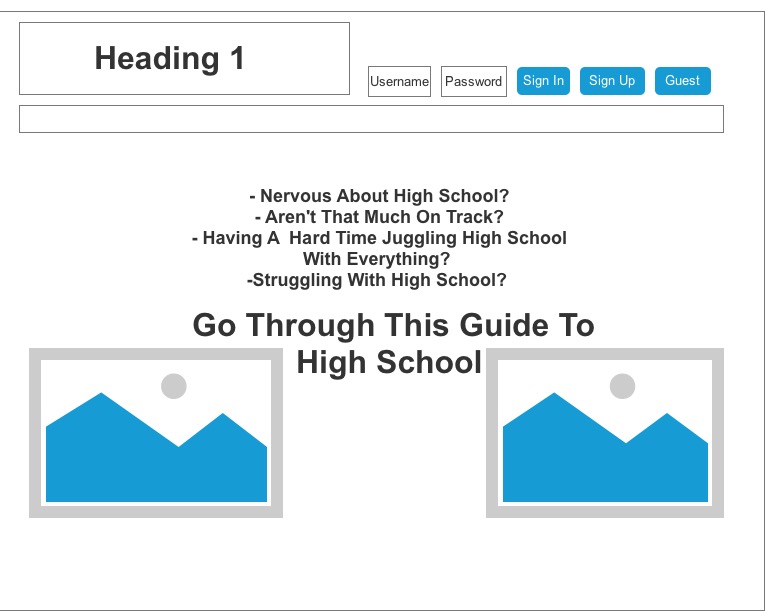 Heading 1
Username Password Sign In Sign Up Guest
- Nervous About High School?
- Aren't That Much On Track?
- Having A  Hard Time Juggling High School
With Everything?
-Struggling With High School?
Go Through This Guide To
High School